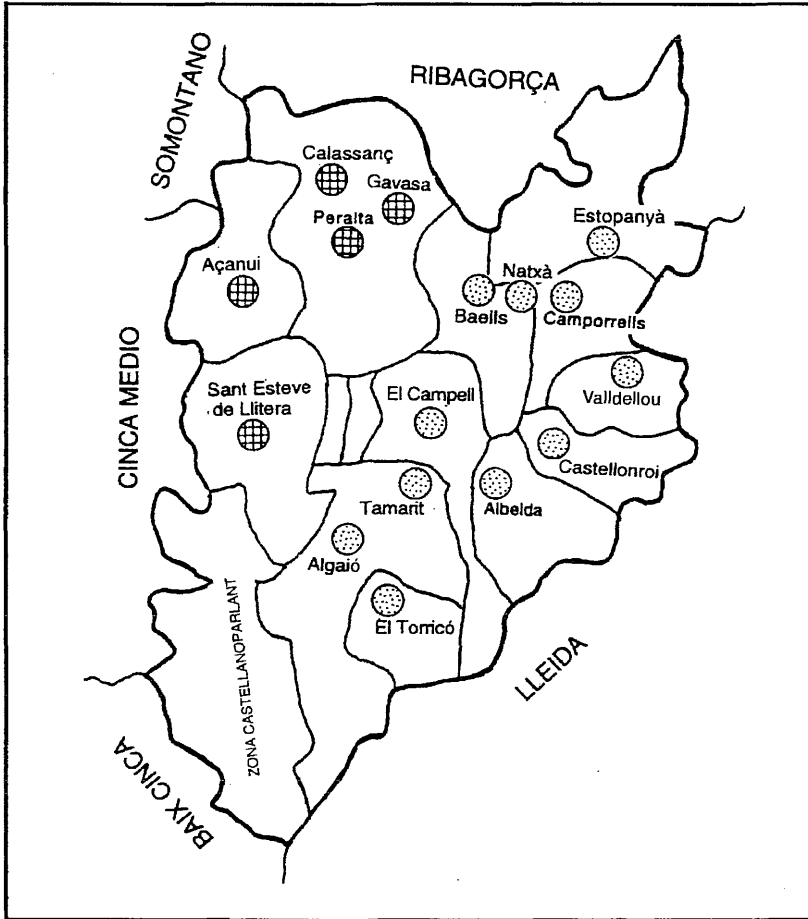 RIBAGORÇA
SOMONTANO
Calassanç
Gavasa
Peralta
Estopanyà
Açanui
Natxà
Baells
Camporrells
CINCA MEDIO
Sant Esteve
de Llitera
El Campell
Valldellou
Castellonroi
Tamarit
Albelda
Algaió
El Torricó
ZONA CASTELLANOPARLANT
LLEIDA
BAIX CINCA